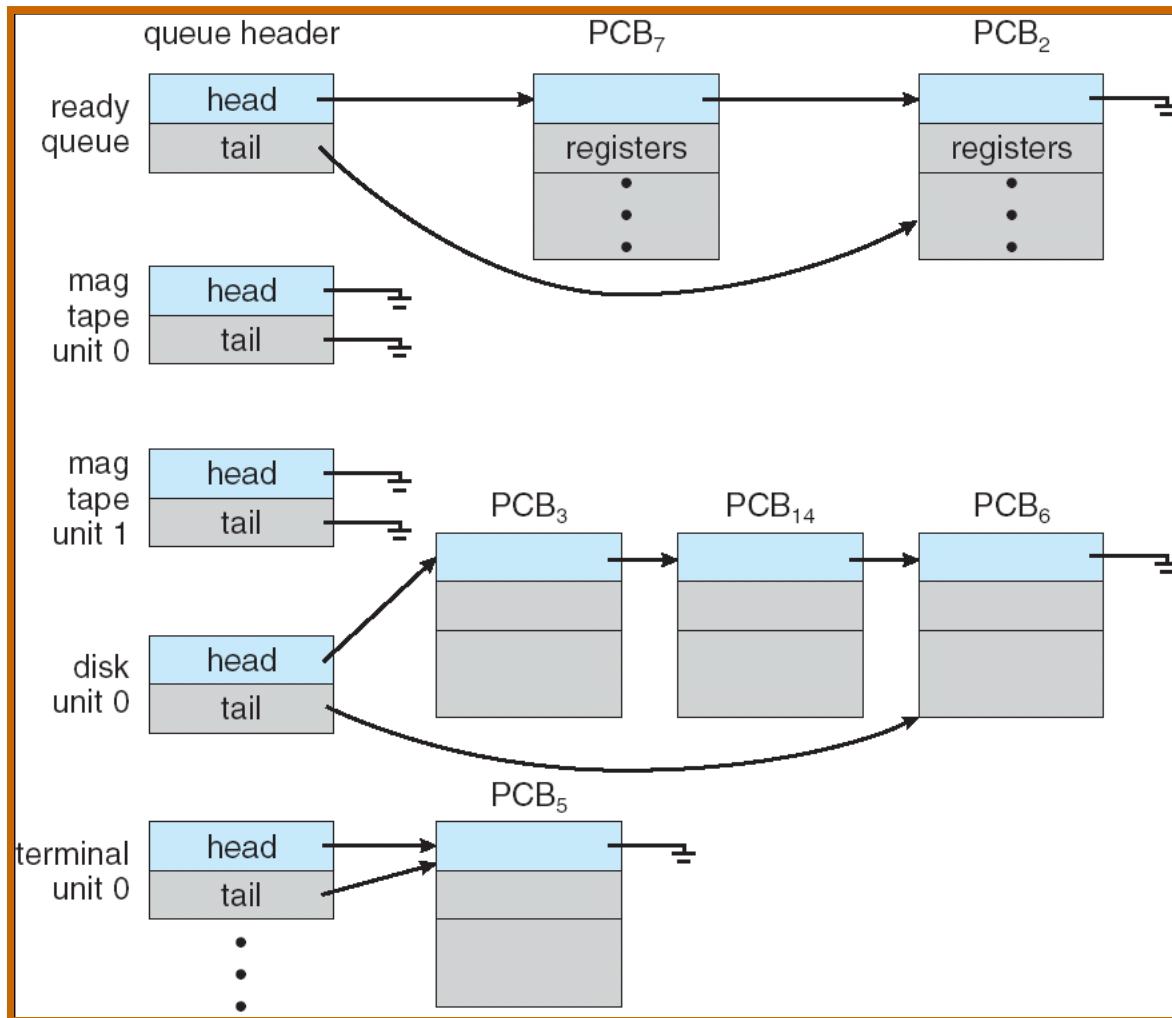 queue header
PCB₇
PCB₂
ready
queue
head
tail
registers
registers
mag
tape
unit 0
head
tail
mag
tape
unit 1
head
tail
PCB₃
PCB₁₄
PCB₆
disk
unit 0
head
tail
PCB₅
terminal
unit 0
head
tail